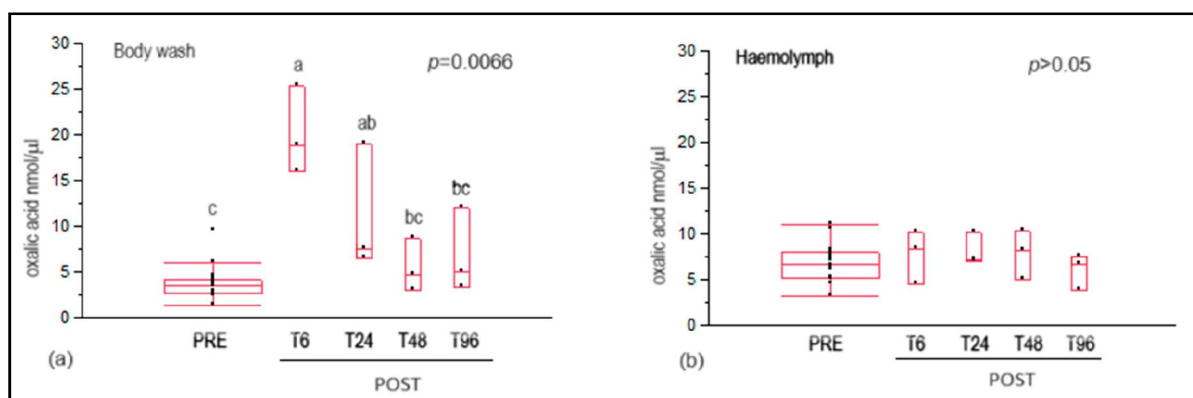 Body wash
p=0.0066
oxalic acid nmol/µl
30
25
20
15
10
5
0
a
ab
bc
bc
c
PRE
T6
T24
T48
T96
POST
(a)
Haemolymph
p>0.05
oxalic acid nmol/µl
30
25
20
15
10
5
0
PRE
T6
T24
T48
T96
POST
(b)